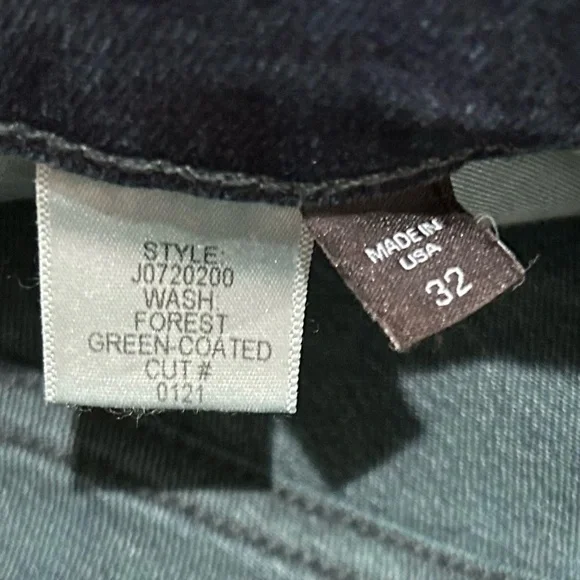 STYLE:
J0720200
WASH
FOREST
GREEN-COATED
CUT #
0121
MADE IN
USA
32